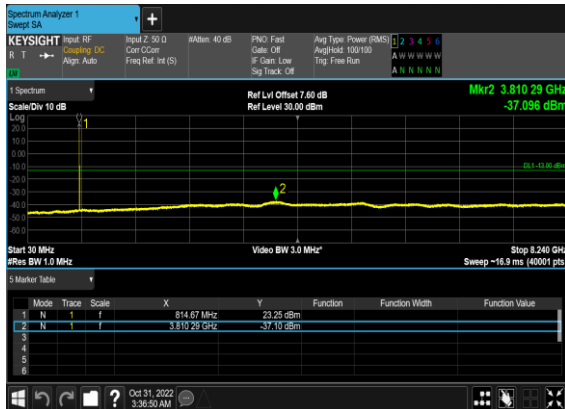 Spectrum Analyzer 1
Swept SA
+
KEYSIGHT Input: RF Input Z: 50 Ω #Atten: 40 dB PNO: Fast Avg Type: Power (RMS) 1 2 3 4 5 6
R T Coupling: DC Corr CCorr Gate: Off Avg|Hold: 100/100 A W W W W W
Align: Auto Freq Ref: Int (S) IF Gain: Low Trig: Free Run
LXI Sig Track: Off A N N N N N
1 Spectrum Ref Lvl Offset 7.60 dB Mkr2 3.810 29 GHz
Scale/Div 10 dB Ref Level 30.00 dBm -37.096 dBm
Log
1
20.0
10.0
0.00
-10.0
DL1 -13.00 dBm
-20.0
-30.0
2
-40.0
-50.0
-60.0
Start 30 MHz Video BW 3.0 MHz* Stop 8.240 GHz
#Res BW 1.0 MHz Sweep ~16.9 ms (40001 pts)
5 Marker Table
Mode Trace Scale X Y Function Function Width Function Value
1 N 1 f 814.67 MHz 23.25 dBm
2 N 1 f 3.810 29 GHz -37.10 dBm
3
4
5
6
? Oct 31, 2022
3:36:50 AM